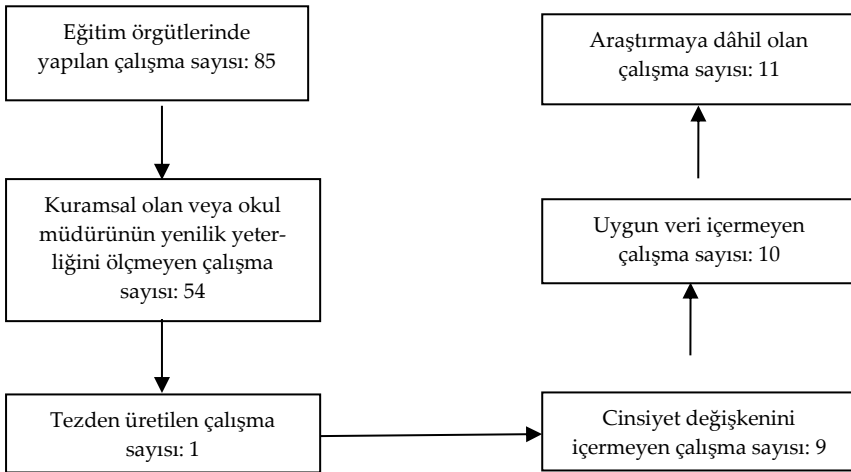 Eğitim örgütlerinde
yapılan çalışma sayısı: 85
Kuramsal olan veya okul
müdürünün yenilik yeter-
liğini ölçmeyen çalışma
sayısı: 54
Tezden üretilen çalışma
sayısı: 1
Cinsiyet değişkenini
içermeyen çalışma sayısı: 9
Uygun veri içermeyen
çalışma sayısı: 10
Araştırmaya dâhil olan
çalışma sayısı: 11